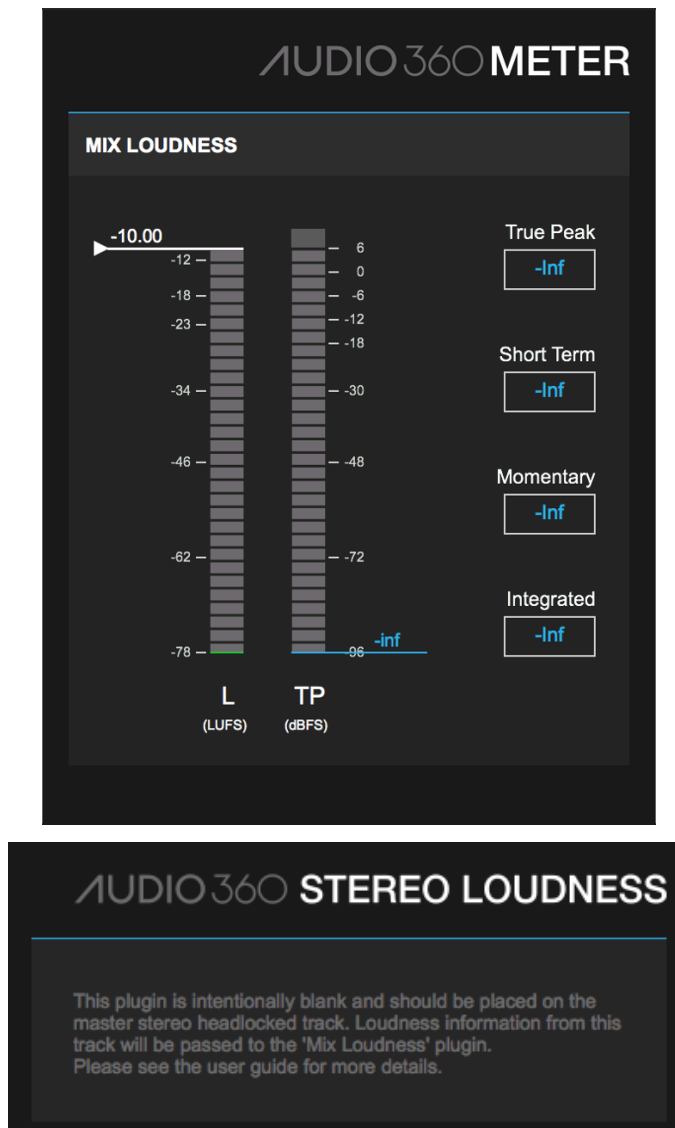 AUDIO360 METER
MIX LOUDNESS
-10.00
-12
-18
-23
-34
-46
-62
-78
6
0
-6
-12
-18
-30
-48
-72
-96
-inf
L
(LUFS)
TP
(dBFS)
True Peak
-Inf
Short Term
-Inf
Momentary
-Inf
Integrated
-Inf
AUDIO360 STEREO LOUDNESS
This plugin is intentionally blank and should be placed on the
master stereo headlocked track. Loudness information from this
track will be passed to the 'Mix Loudness' plugin.
Please see the user guide for more details.